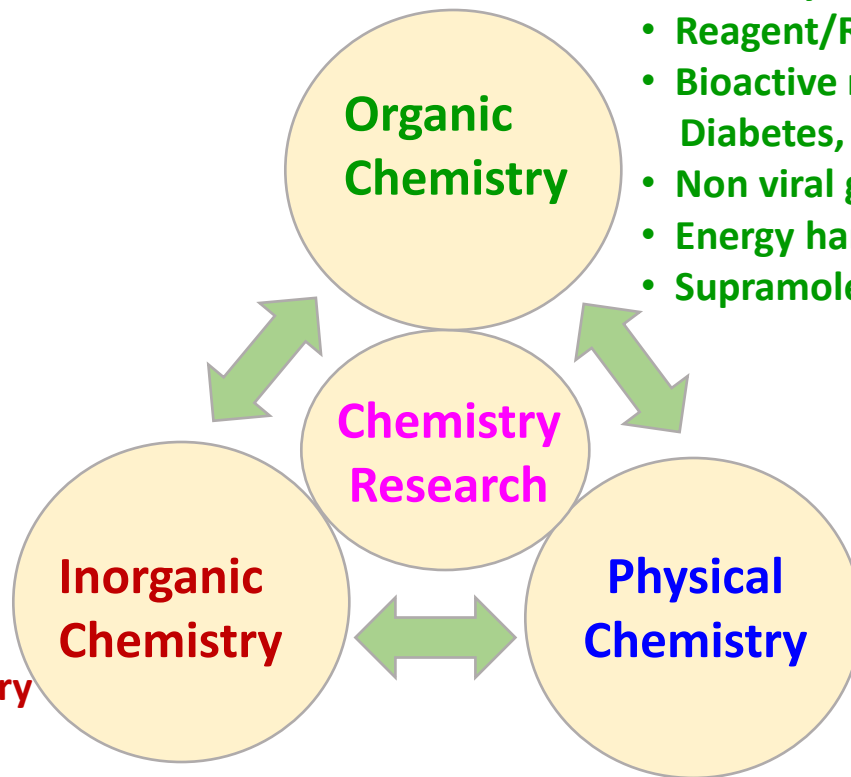 • Reagent/R
• Bioactive
Diabetes,
• Non viral
• Energy ha
• Supramole
Organic
Chemistry
Chemistry
Research
Inorganic
Chemistry
Physical
Chemistry
ry